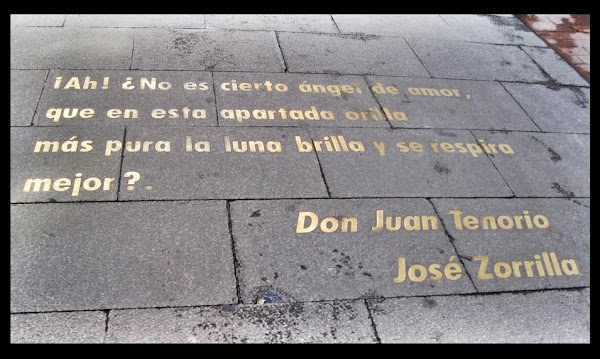 ¡Ah! ¿No es cierto ángel de amor,
que en esta apartada orilla
más pura la luna brilla y se respira
mejor?.
Don Juan Tenorio
José Zorrilla